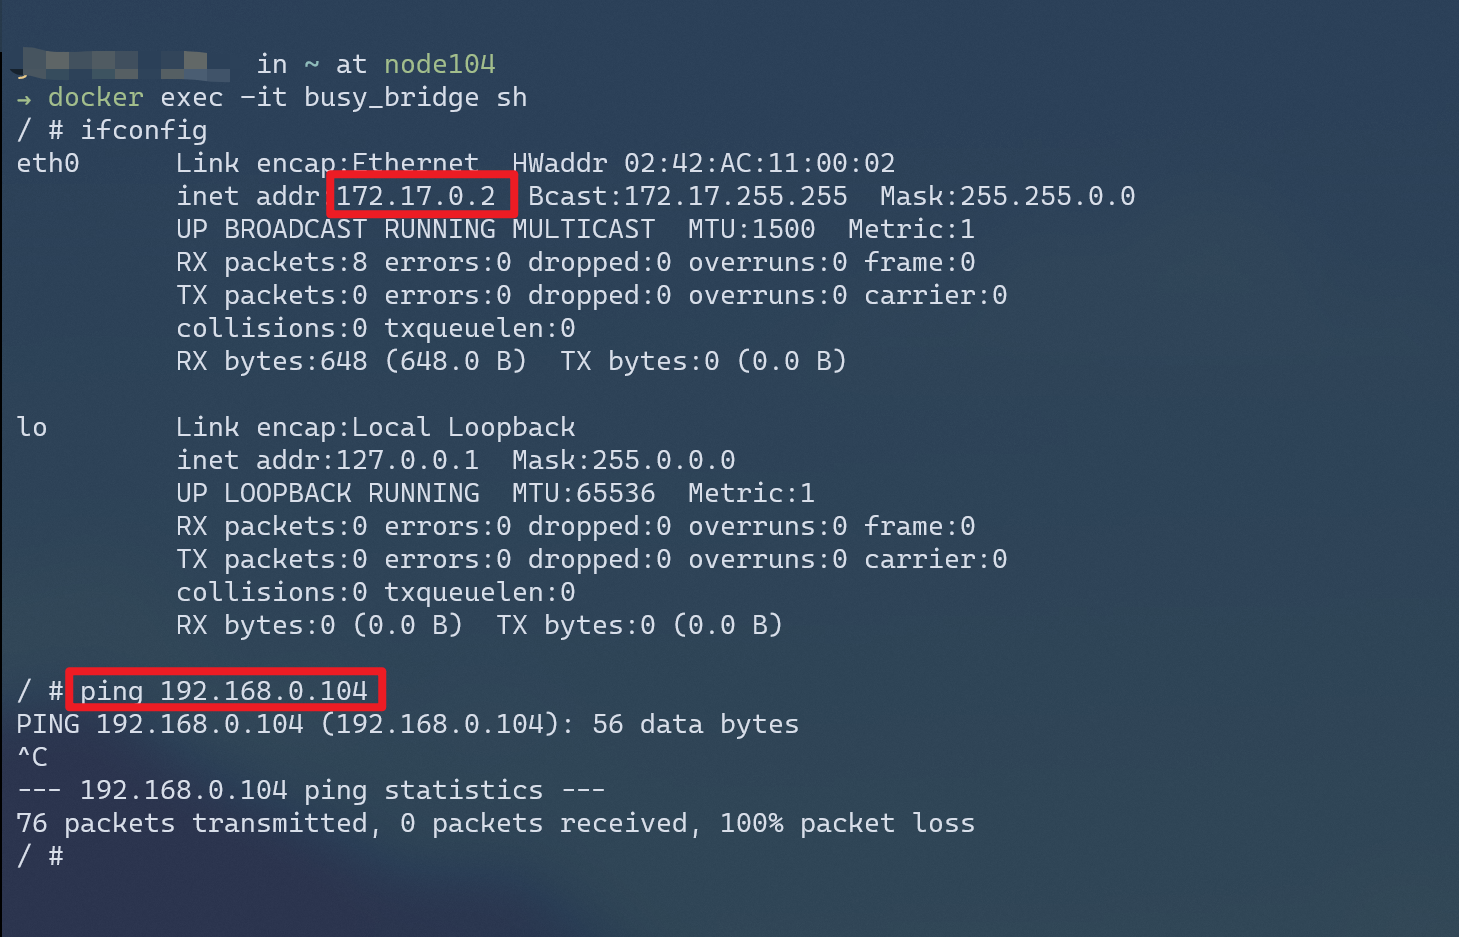 in ~ at node104
→ docker exec -it busy_bridge sh
/ # ifconfig
eth0      Link encap:Ethernet  HWaddr 02:42:AC:11:00:02
          inet addr:172.17.0.2  Bcast:172.17.255.255  Mask:255.255.0.0
          UP BROADCAST RUNNING MULTICAST  MTU:1500  Metric:1
          RX packets:8 errors:0 dropped:0 overruns:0 frame:0
          TX packets:0 errors:0 dropped:0 overruns:0 carrier:0
          collisions:0 txqueuelen:0
          RX bytes:648 (648.0 B)  TX bytes:0 (0.0 B)

lo        Link encap:Local Loopback
          inet addr:127.0.0.1  Mask:255.0.0.0
          UP LOOPBACK RUNNING  MTU:65536  Metric:1
          RX packets:0 errors:0 dropped:0 overruns:0 frame:0
          TX packets:0 errors:0 dropped:0 overruns:0 carrier:0
          collisions:0 txqueuelen:0
          RX bytes:0 (0.0 B)  TX bytes:0 (0.0 B)

/ # ping 192.168.0.104
PING 192.168.0.104 (192.168.0.104): 56 data bytes
^C
--- 192.168.0.104 ping statistics ---
76 packets transmitted, 0 packets received, 100% packet loss
/ #